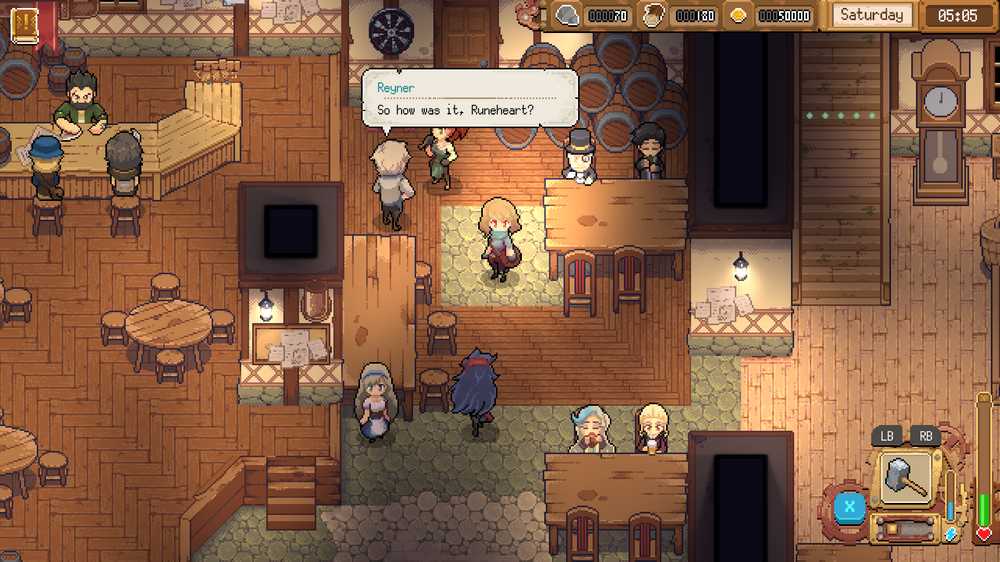 000070
000180
00050000
Saturday
05:05
Reyner
So how was it, Runeheart?
LB
RB
X